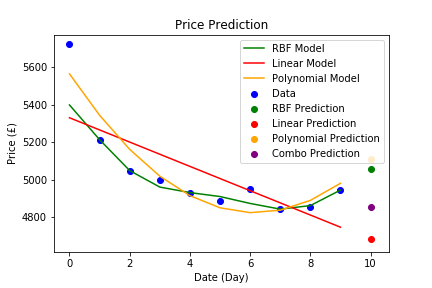 Price Prediction
RBF Model
Linear Model
Polynomial Model
Data
RBF Prediction
Linear Prediction
Polynomial Prediction
Combo Prediction
Price (£)
5600
5400
5200
5000
4800
0 2 4 6 8 10
Date (Day)